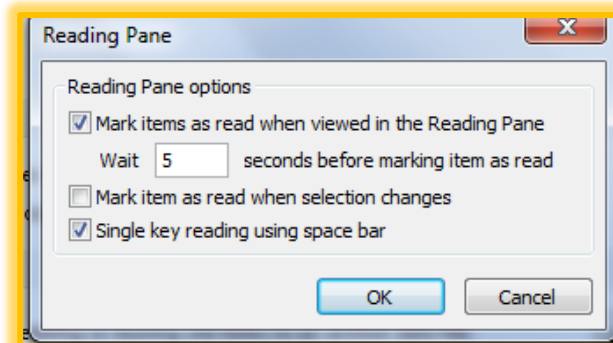 Reading Pane
Reading Pane options
Mark items as read when viewed in the Reading Pane
Wait 5 seconds before marking item as read
Mark item as read when selection changes
Single key reading using space bar
OK Cancel